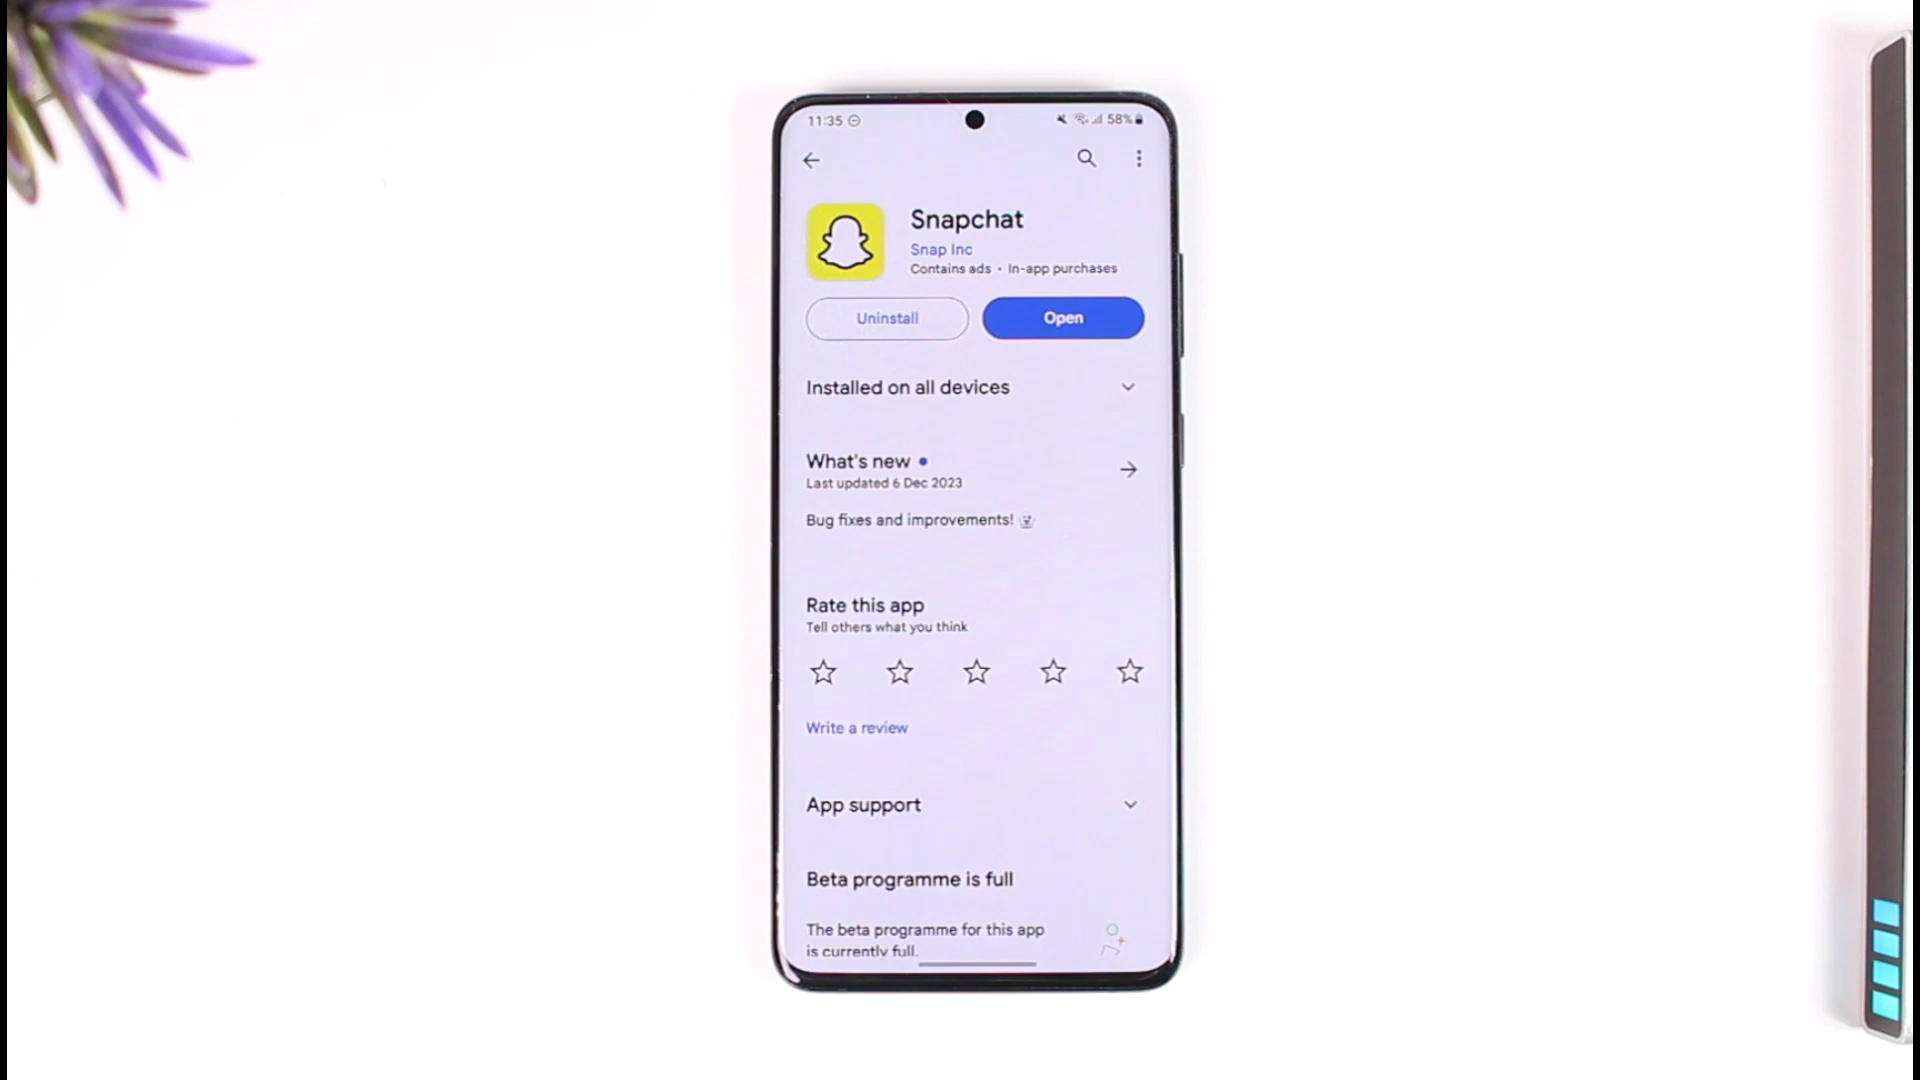 11:35
58%
Snapchat
Snap Inc
Contains ads • In-app purchases
Uninstall
Open
Installed on all devices
What's new
Last updated 6 Dec 2023
Bug fixes and improvements!
Rate this app
Tell others what you think
Write a review
App support
Beta programme is full
The beta programme for this app
is currently full.